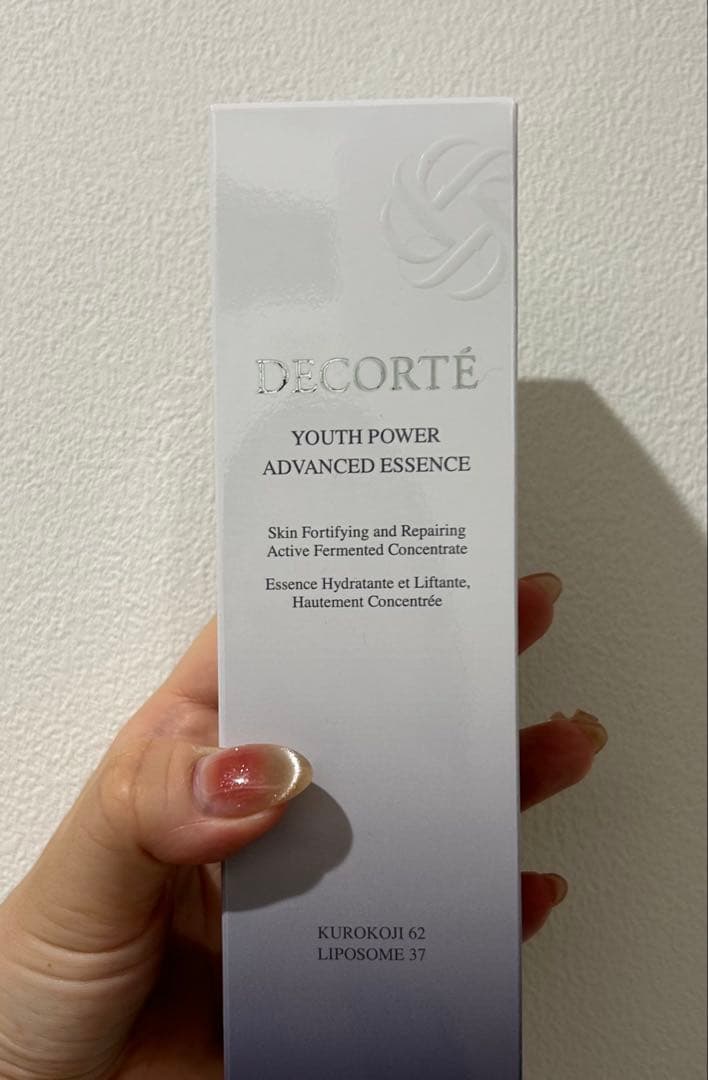 DECORTÉ
YOUTH POWER
ADVANCED ESSENCE
Skin Fortifying and Repairing
Active Fermented Concentrate
Essence Hydratante et Liftante,
Hautement Concentrée
KUROKOJI 62
LIPOSOME 37